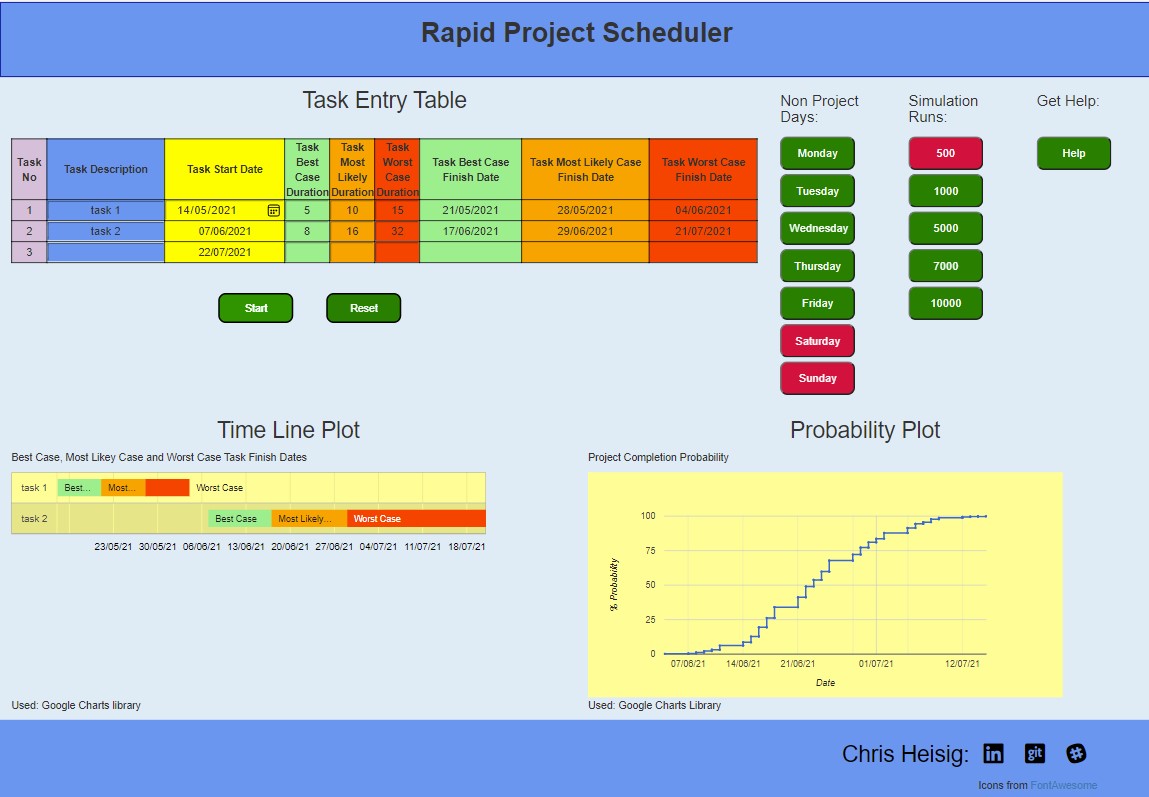 Rapid Project Scheduler
Task Entry Table
Non Project
Days:
Simulation
Runs:
Get Help:
Task
No
Task Description
Task Start Date
Task
Best
Case
Duration
Task
Most
Likely
Duration
Task
Worst
Case
Duration
Task Best Case
Finish Date
Task Most Likely Case
Finish Date
Task Worst Case
Finish Date
1 task 1 14/05/2021 5 10 15 21/05/2021 28/05/2021 04/06/2021
2 task 2 07/06/2021 8 16 32 17/06/2021 29/06/2021 21/07/2021
3 22/07/2021
Start Reset
Monday
Tuesday
Wednesday
Thursday
Friday
Saturday
Sunday
500
1000
5000
7000
10000
Help
Time Line Plot
Best Case, Most Likey Case and Worst Case Task Finish Dates
task 1 Best... Most... Worst Case
task 2 Best Case Most Likely... Worst Case
23/05/21 30/05/21 06/06/21 13/06/21 20/06/21 27/06/21 04/07/21 11/07/21 18/07/21
Used: Google Charts library
Probability Plot
Project Completion Probability
% Probability
100
75
50
25
0
07/06/21 14/06/21 21/06/21 01/07/21 12/07/21
Date
Used: Google Charts Library
Chris Heisig: in git
Icons from FontAwesome